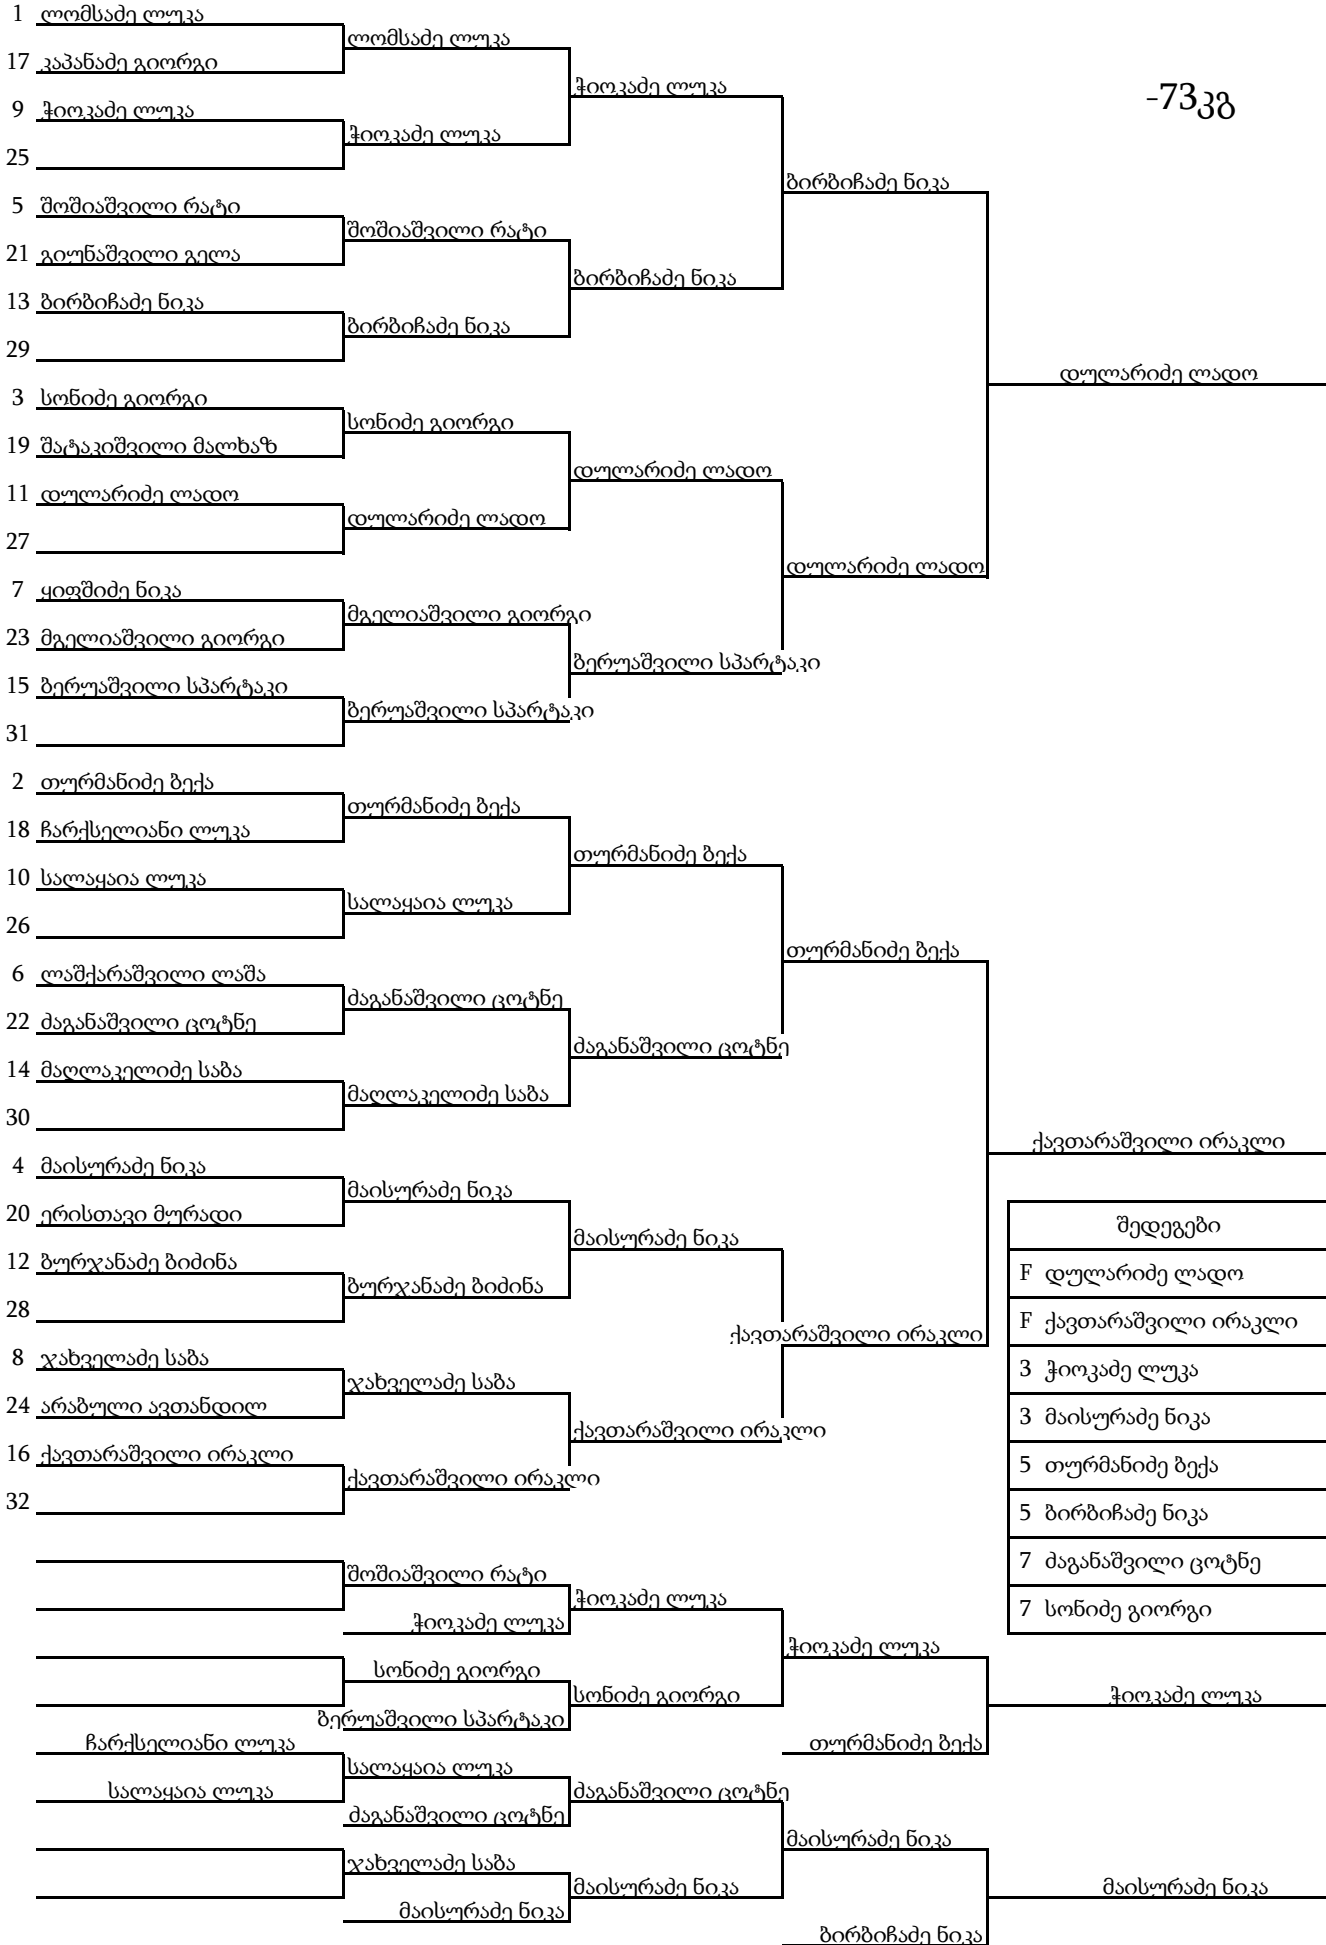 -73კგ
1 ლომსაძე ლუკა
17 კაპანაძე გიორგი
9 ჭიოკაძე ლუკა
25
5 შოშიაშვილი რატი
21 გიუნაშვილი გელა
13 ბირბიჩაძე ნიკა
29
3 სონიძე გიორგი
19 შატაკიშვილი მალხაზ
11 დულარიძე ლადო
27
7 ყიფშიძე ნიკა
23 მგელიაშვილი გიორგი
15 ბერუაშვილი სპარტაკი
31
2 თურმანიძე ბექა
18 ჩარქსელიანი ლუკა
10 სალაყაია ლუკა
26
6 ლაშქარაშვილი ლაშა
22 ძაგანაშვილი ცოტნე
14 მაღლაკელიძე საბა
30
4 მაისურაძე ნიკა
20 ერისთავი მურადი
12 ბურჯანაძე ბიძინა
28
8 ჯახველაძე საბა
24 არაბული ავთანდილ
16 ქავთარაშვილი ირაკლი
32
ლომსაძე ლუკა
ჭიოკაძე ლუკა
შოშიაშვილი რატი
ბირბიჩაძე ნიკა
სონიძე გიორგი
დულარიძე ლადო
მგელიაშვილი გიორგი
ბერუაშვილი სპარტაკი
თურმანიძე ბექა
სალაყაია ლუკა
ძაგანაშვილი ცოტნე
მაღლაკელიძე საბა
მაისურაძე ნიკა
ბურჯანაძე ბიძინა
ჯახველაძე საბა
ქავთარაშვილი ირაკლი
ჭიოკაძე ლუკა
ბირბიჩაძე ნიკა
დულარიძე ლადო
ბერუაშვილი სპარტაკი
თურმანიძე ბექა
ძაგანაშვილი ცოტნე
მაისურაძე ნიკა
ქავთარაშვილი ირაკლი
ბირბიჩაძე ნიკა
დულარიძე ლადო
თურმანიძე ბექა
ქავთარაშვილი ირაკლი
დულარიძე ლადო
ქავთარაშვილი ირაკლი
შედეგები
F დულარიძე ლადო
F ქავთარაშვილი ირაკლი
3 ჭიოკაძე ლუკა
3 მაისურაძე ნიკა
5 თურმანიძე ბექა
5 ბირბიჩაძე ნიკა
7 ძაგანაშვილი ცოტნე
7 სონიძე გიორგი
ჩარქსელიანი ლუკა
სალაყაია ლუკა
შოშიაშვილი რატი
ჭიოკაძე ლუკა
სონიძე გიორგი
ბერუაშვილი სპარტაკი
სალაყაია ლუკა
ძაგანაშვილი ცოტნე
ჯახველაძე საბა
მაისურაძე ნიკა
ჭიოკაძე ლუკა
სონიძე გიორგი
ძაგანაშვილი ცოტნე
მაისურაძე ნიკა
ჭიოკაძე ლუკა
თურმანიძე ბექა
მაისურაძე ნიკა
ბირბიჩაძე ნიკა
ჭიოკაძე ლუკა
მაისურაძე ნიკა